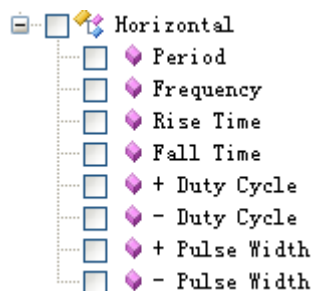 Horizontal
Period
Frequency
Rise Time
Fall Time
+ Duty Cycle
- Duty Cycle
+ Pulse Width
- Pulse Width